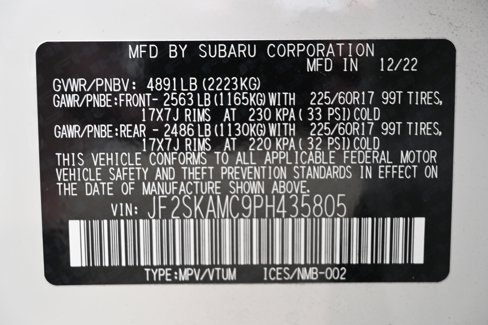 MFD BY SUBARU CORPORATION
MFD IN 12/22
GVWR/PNBV: 4891LB (2223KG)
GAWR/PNBE:FRONT- 2563LB (1165KG) WITH 225/60R17 99T TIRES,
17X7J RIMS AT 230 KPA (33 PSI) COLD
GAWR/PNBE:REAR -2486LB (1130KG) WITH 225/60R17 99T TIRES,
17X7J RIMS AT 220 KPA (32 PSI) COLD
THIS VEHICLE CONFORMS TO ALL APPLICABLE FEDERAL MOTOR
VEHICLE SAFETY AND THEFT PREVENTION STANDARDS IN EFFECT ON
THE DATE OF MANUFACTURE SHOWN ABOVE.
VIN: JF2SKAMC9PH435805
TYPE:MPV/VTUM ICES/NMB-002